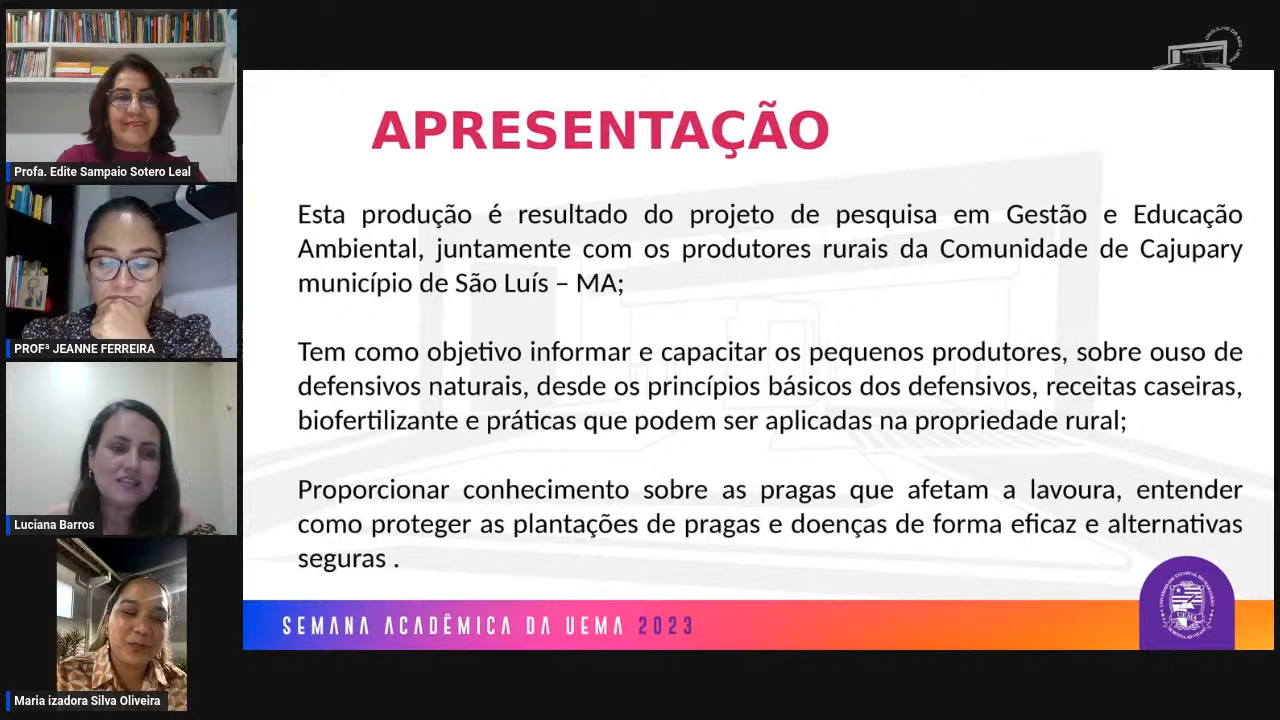 Profa. Edite Sampaio Sotero Leal
PROFª JEANNE FERREIRA
Luciana Barros
Maria izadora Silva Oliveira
APRESENTAÇÃO
Esta produção é resultado do projeto de pesquisa em Gestão e Educação
Ambiental, juntamente com os produtores rurais da Comunidade de Cajupary
município de São Luís – MA;
Tem como objetivo informar e capacitar os pequenos produtores, sobre ouso de
defensivos naturais, desde os princípios básicos dos defensivos, receitas caseiras,
biofertilizante e práticas que podem ser aplicadas na propriedade rural;
Proporcionar conhecimento sobre as pragas que afetam a lavoura, entender
como proteger as plantações de pragas e doenças de forma eficaz e alternativas
seguras .
SEMANA ACADÊMICA DA UEMA 2023
UNIVERSIDADE ESTADUAL DO MARANHÃO
UEMA